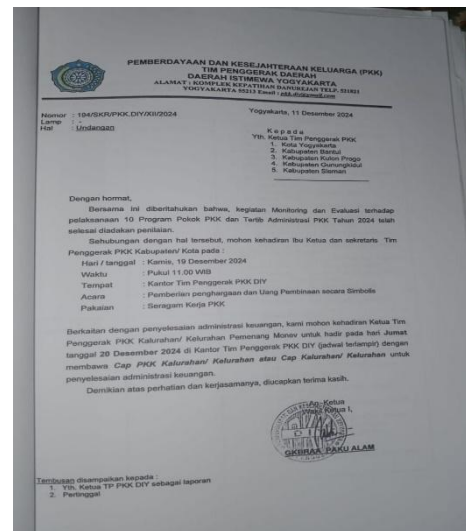 PEMBERDAYAAN DAN KESEJAHTERAAN KELUARGA (PKK)
TIM PENGGERAK DAERAH
DAERAH ISTIMEWA YOGYAKARTA
ALAMAT : KOMPLEK KEPATIHAN DANUREJAN TELP. 521821
YOGYAKARTA 55213 Email :
Yogyakarta, 11 Desember 2024
Nomor : 104/SKR/PKK.DIY/XII/2024
Lamp : -
Hal : Undangan
Kepada
Yth. Ketua Tim Penggerak PKK
1. Kota Yogyakarta
2. Kabupaten Bantul
3. Kabupaten Kulon Progo
4. Kabupaten Gunungkidul
5. Kabupaten Sleman
Dengan hormat,
Bersama ini diberitahukan bahwa, kegiatan Monitoring dan Evaluasi terhadap
pelaksanaan 10 Program Pokok PKK dan Tertib Administrasi PKK Tahun 2024 telah
selesai diadakan penilaian.
Sehubungan dengan hal tersebut, mohon kehadiran Ibu Ketua dan sekretaris Tim
Penggerak PKK Kabupaten/ Kota pada :
Hari / tanggal : Kamis, 19 Desember 2024
Waktu : Pukul 11.00 WIB
Tempat : Kantor Tim Penggerak PKK DIY
Acara : Pemberian penghargaan dan Uang Pembinaan secara Simbolis
Pakaian : Seragam Kerja PKK
Berkaitan dengan penyelesaian administrasi keuangan, kami mohon kehadiran Ketua Tim
Penggerak PKK Kalurahan/ Kelurahan Pemenang Monev untuk hadir pada hari Jumat
tanggal 20 Desember 2024 di Kantor Tim Penggerak PKK DIY (jadwal terlampir) dengan
membawa Cap PKK Kalurahan/ Kelurahan atau Cap Kalurahan/ Kelurahan untuk
penyelesaian administrasi keuangan.
Demikian atas perhatian dan kerjasamanya, diucapkan terima kasih.
An. Ketua
Wakil Ketua I,
GKBRAA. PAKU ALAM
Tembusan disampaikan kepada :
1. Yth. Ketua TP PKK DIY sebagai laporan
2. Pertinggal